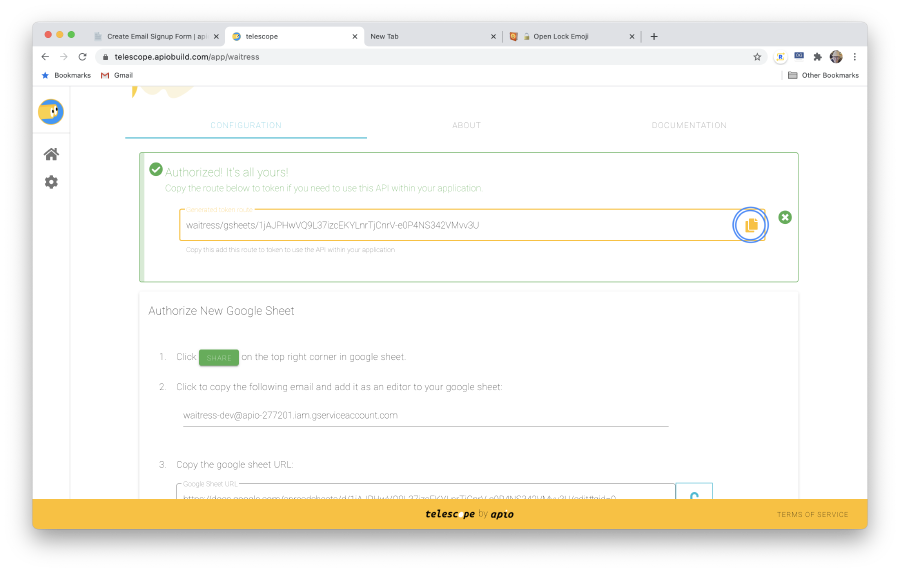 Create Email Signup Form | api
telescope
New Tab
Open Lock Emoji
telescope.apiobuild.com/app/waitress
Bookmarks
Gmail
Other Bookmarks
CONFIGURATION
ABOUT
DOCUMENTATION
Authorized! It's all yours!
Copy the route below to token if you need to use this API within your application.
Generated token route
waitress/gsheets/1jAJPHwVQ9L37izcEKYLnrTjCnrV-e0P4NS342VMvv3U
Copy this add this route to token to use the API within your application.
Authorize New Google Sheet
1. Click SHARE on the top right corner in google sheet.
2. Click to copy the following email and add it as an editor to your google sheet:
waitress-dev@apio-277201.iam.gserviceaccount.com
3. Copy the google sheet URL:
Google Sheet URL
telescope by apio
TERMS OF SERVICE